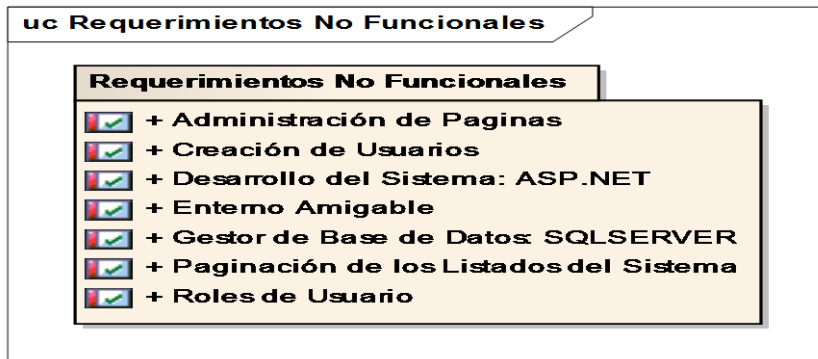 uc Requerimientos No Funcionales
Requerimientos No Funcionales
+ Administración de Paginas
+ Creación de Usuarios
+ Desarrollo del Sistema: ASP.NET
+ Enterno Amigable
+ Gestor de Base de Datos: SQLSERVER
+ Paginación de los Listados del Sistema
+ Roles de Usuario